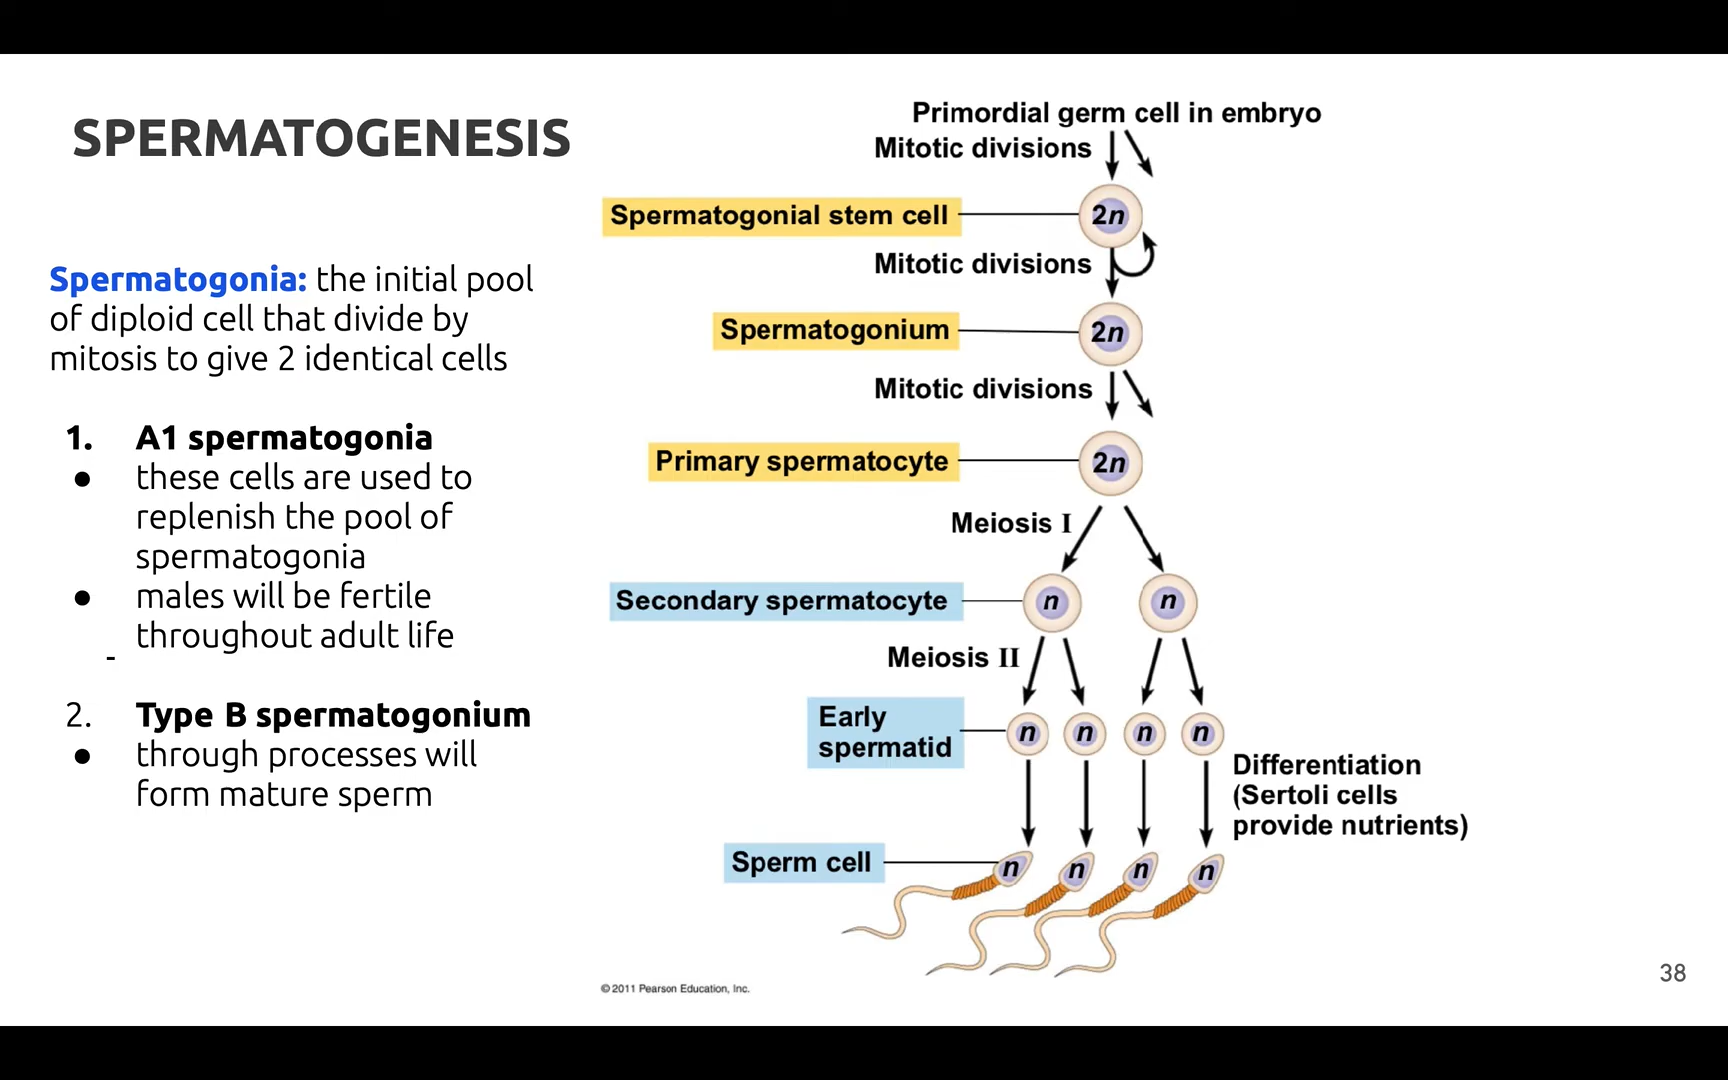 SPERMATOGENESIS
Spermatogonia: the initial pool
of diploid cell that divide by
mitosis to give 2 identical cells
1. A1 spermatogonia
● these cells are used to
replenish the pool of
spermatogonia
● males will be fertile
throughout adult life
-
2. Type B spermatogonium
● through processes will
form mature sperm
Primordial germ cell in embryo
Mitotic divisions
Spermatogonial stem cell
2n
Mitotic divisions
Spermatogonium
2n
Mitotic divisions
Primary spermatocyte
2n
Meiosis I
Secondary spermatocyte
n n
Meiosis II
Early
spermatid
n n n n
Differentiation
(Sertoli cells
provide nutrients)
Sperm cell
n n n n
© 2011 Pearson Education, Inc.
38